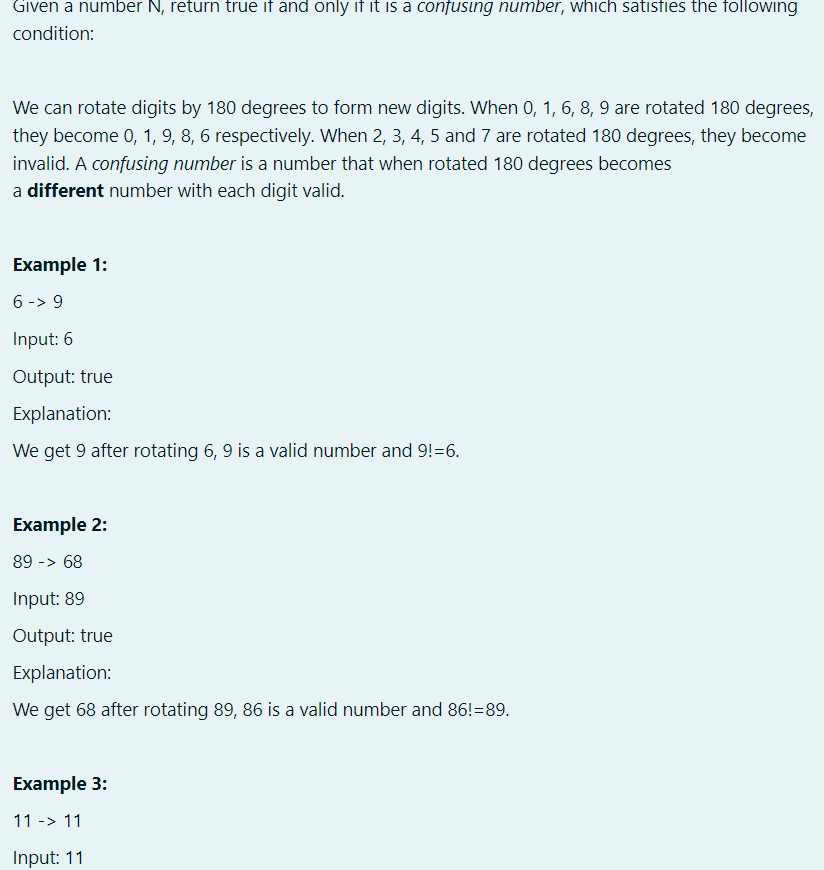 Given a number N, return true if and only if it is a confusing number, which satisfies the following
condition:
We can rotate digits by 180 degrees to form new digits. When 0, 1, 6, 8, 9 are rotated 180 degrees,
they become 0, 1, 9, 8, 6 respectively. When 2, 3, 4, 5 and 7 are rotated 180 degrees, they become
invalid. A confusing number is a number that when rotated 180 degrees becomes
a different number with each digit valid.
Example 1:
6 -> 9
Input: 6
Output: true
Explanation:
We get 9 after rotating 6, 9 is a valid number and 9!=6.
Example 2:
89 -> 68
Input: 89
Output: true
Explanation:
We get 68 after rotating 89, 86 is a valid number and 86!=89.
Example 3:
11 -> 11
Input: 11